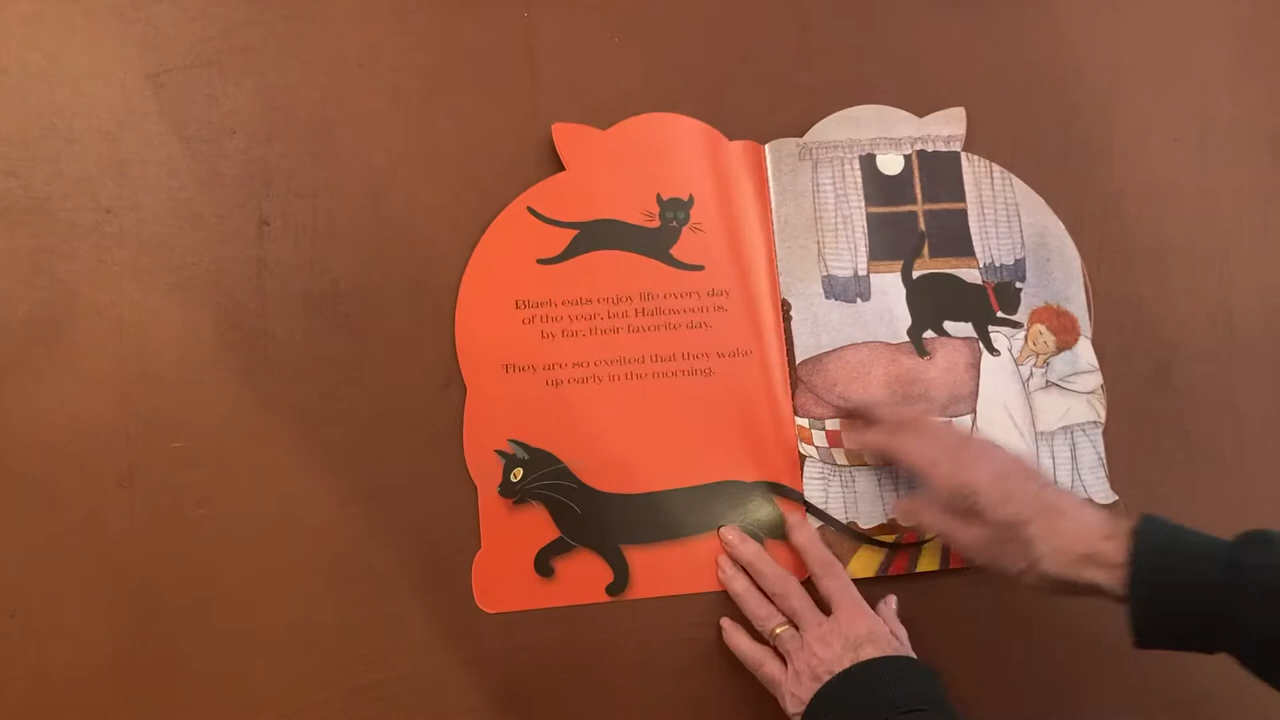 Black cats enjoy life every day
of the year, but Halloween is,
by far, their favorite day.
They are so excited that they wake
up early in the morning.